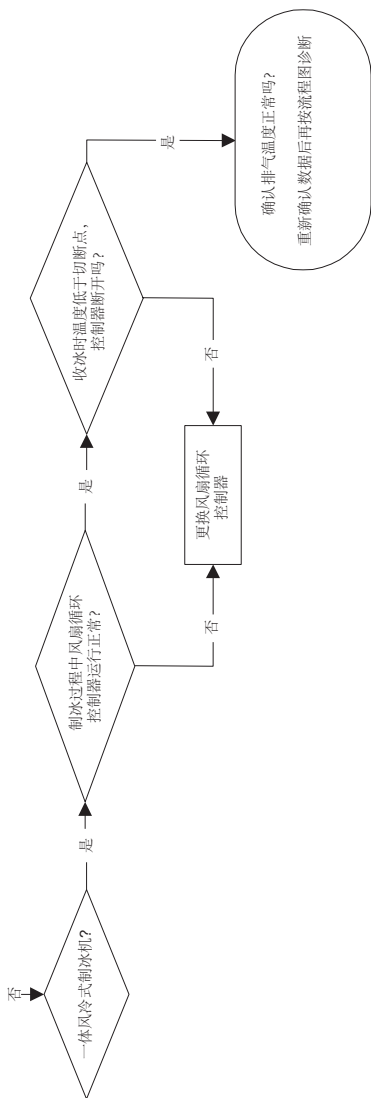 否
一体风冷式制冰机?
是
制冰过程中风扇循环
控制器运行正常?
是
否
收冰时温度低于切断点,
控制器断开吗?
否
更换风扇循环
控制器
是
确认排气温度正常吗?
重新确认数据后再按流程图诊断